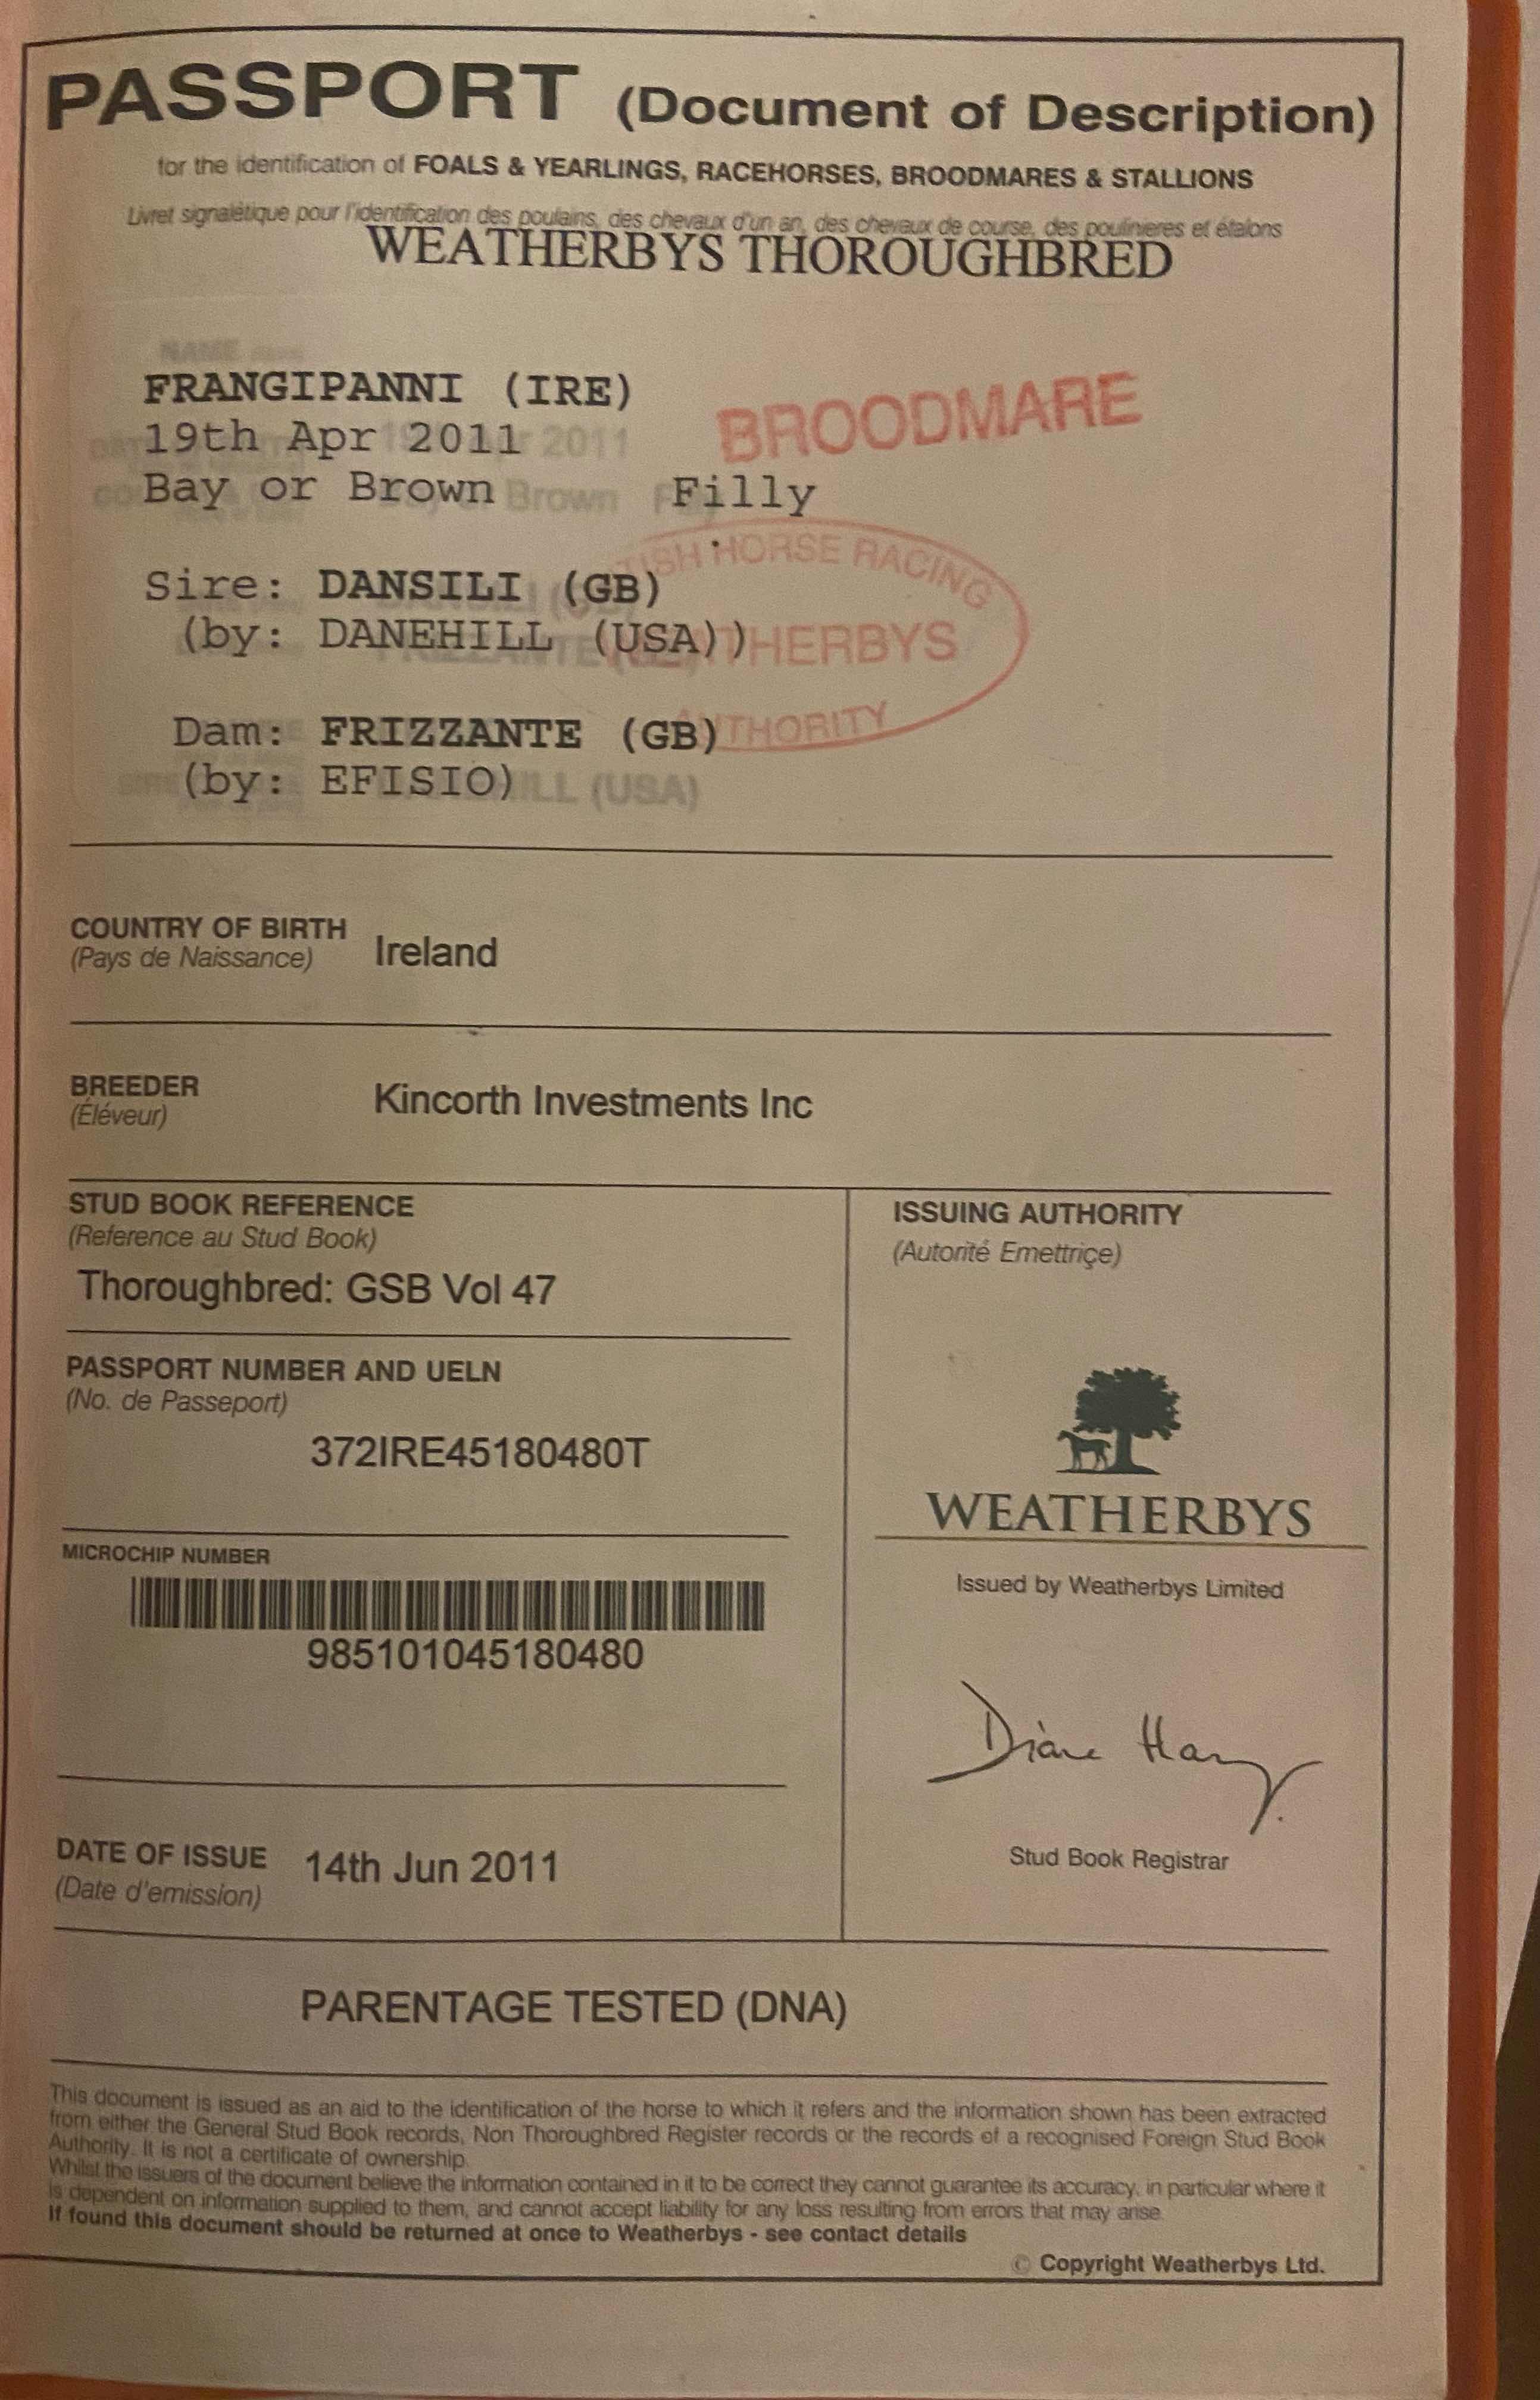 PASSPORT (Document of Description)
for the identification of FOALS & YEARLINGS, RACEHORSES, BROODMARES & STALLIONS
Livret signalétique pour l'identification des poulains, des chevaux d'un an, des chevaux de course, des poulinieres et étalons
WEATHERBYS THOROUGHBRED
NAME
FRANGIPANNI (IRE)
BROODMARE
19th Apr 2011 2011
Bay or Brown Brown Filly
HORSE RACING
Sire: DANSILI (GB)
(by: DANEHILL (USA)) THERBYS
Dam: FRIZZANTE (GB) THORITY
(by: EFISIO) ILL (USA)
COUNTRY OF BIRTH
(Pays de Naissance)
Ireland
BREEDER
(Éléveur)
Kincorth Investments Inc
STUD BOOK REFERENCE
(Reference au Stud Book)
Thoroughbred: GSB Vol 47
PASSPORT NUMBER AND UELN
(No. de Passeport)
372IRE45180480T
MICROCHIP NUMBER
985101045180480
DATE OF ISSUE
(Date d'emission)
14th Jun 2011
ISSUING AUTHORITY
(Autorité Emettriçe)
WEATHERBYS
Issued by Weatherbys Limited
Diane Stud Book Registrar
PARENTAGE TESTED (DNA)
This document is issued as an aid to the identification of the horse to which it refers and the information shown has been extracted
from either the General Stud Book records, Non Thoroughbred Register records or the records of a recognised Foreign Stud Book
Authority. It is not a certificate of ownership.
Whilst the issuers of the document believe the information contained in it to be correct they cannot guarantee its accuracy, in particular where it
is dependent on information supplied to them, and cannot accept liability for any loss resulting from errors that may arise.
If found this document should be returned at once to Weatherbys - see contact details
© Copyright Weatherbys Ltd.